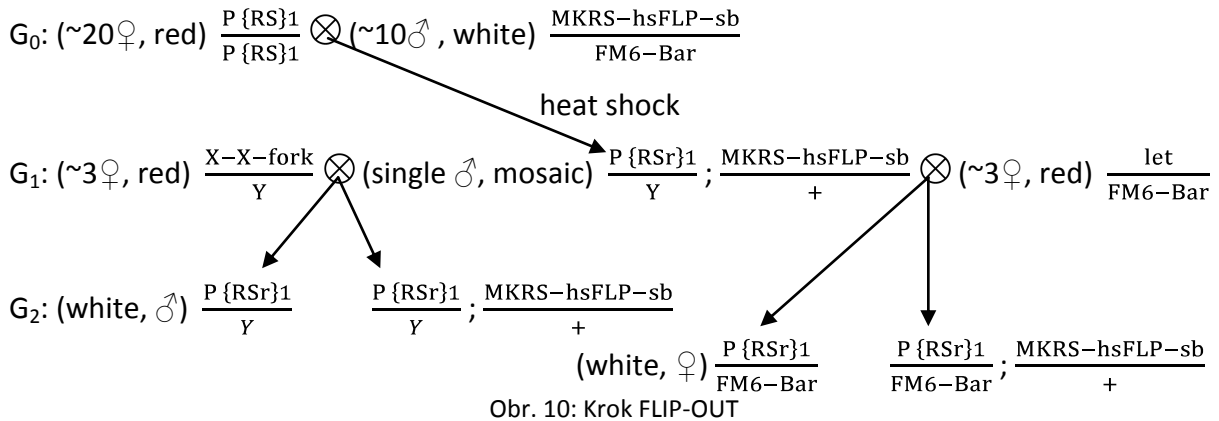 G₀: (~20♀, red) P {RS}1 / P {RS}1 ⊗ (~10♂ , white) MKRS−hsFLP−sb / FM6−Bar
heat shock
G₁: (~3♀, red) X−X−fork / Y ⊗ (single ♂, mosaic) P {RSr}1 / Y ; MKRS−hsFLP−sb / + ⊗ (~3♀, red) let / FM6−Bar
G₂: (white, ♂) P {RSr}1 / Y P {RSr}1 / Y ; MKRS−hsFLP−sb / +
(white, ♀) P {RSr}1 / FM6−Bar P {RSr}1 / FM6−Bar ; MKRS−hsFLP−sb / +
Obr. 10: Krok FLIP-OUT